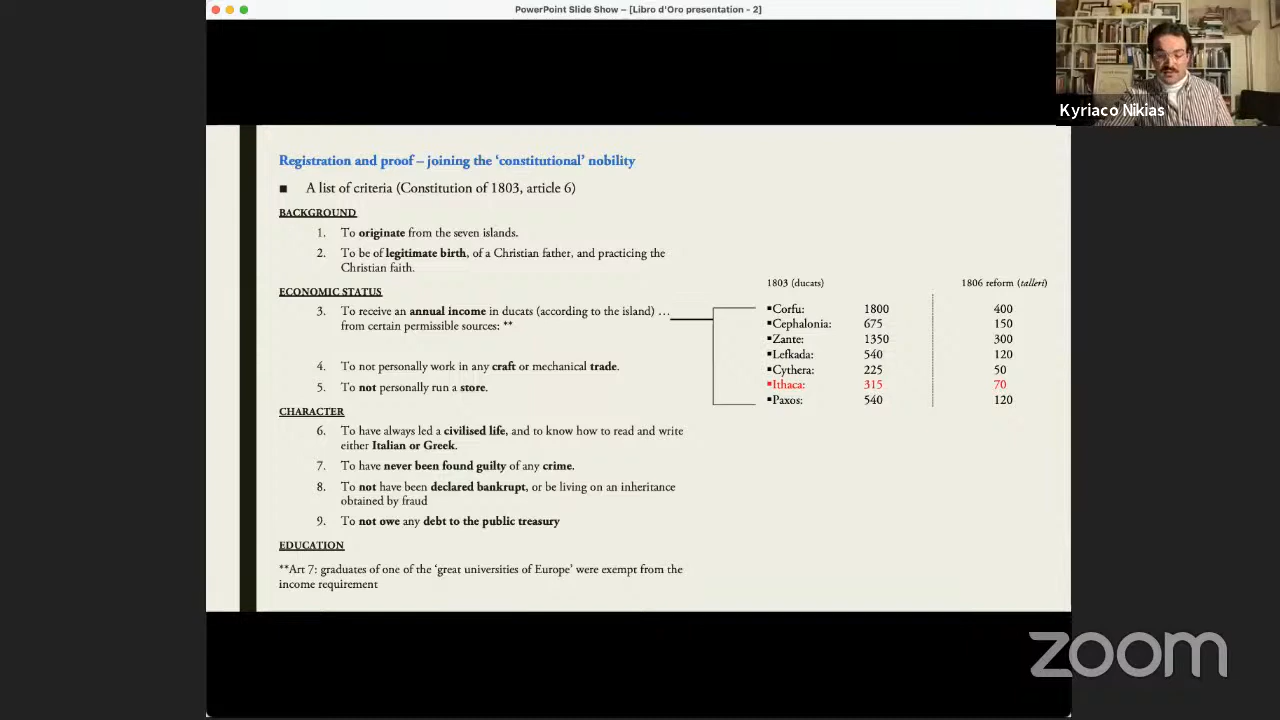 PowerPoint Slide Show – [Libro d'Oro presentation - 2]
Kyriaco Nikias
Registration and proof – joining the ‘constitutional’ nobility
■ A list of criteria (Constitution of 1803, article 6)
BACKGROUND
1. To originate from the seven islands.
2. To be of legitimate birth, of a Christian father, and practicing the
Christian faith.
ECONOMIC STATUS
3. To receive an annual income in ducats (according to the island) …
from certain permissible sources: **
4. To not personally work in any craft or mechanical trade.
5. To not personally run a store.
CHARACTER
6. To have always led a civilised life, and to know how to read and write
either Italian or Greek.
7. To have never been found guilty of any crime.
8. To not have been declared bankrupt, or be living on an inheritance
obtained by fraud
9. To not owe any debt to the public treasury
EDUCATION
**Art 7: graduates of one of the ‘great universities of Europe’ were exempt from the
income requirement
1803 (ducats) 1806 reform (talleri)
▪Corfu: 1800 400
▪Cephalonia: 675 150
▪Zante: 1350 300
▪Lefkada: 540 120
▪Cythera: 225 50
▪Ithaca: 315 70
▪Paxos: 540 120
zoom